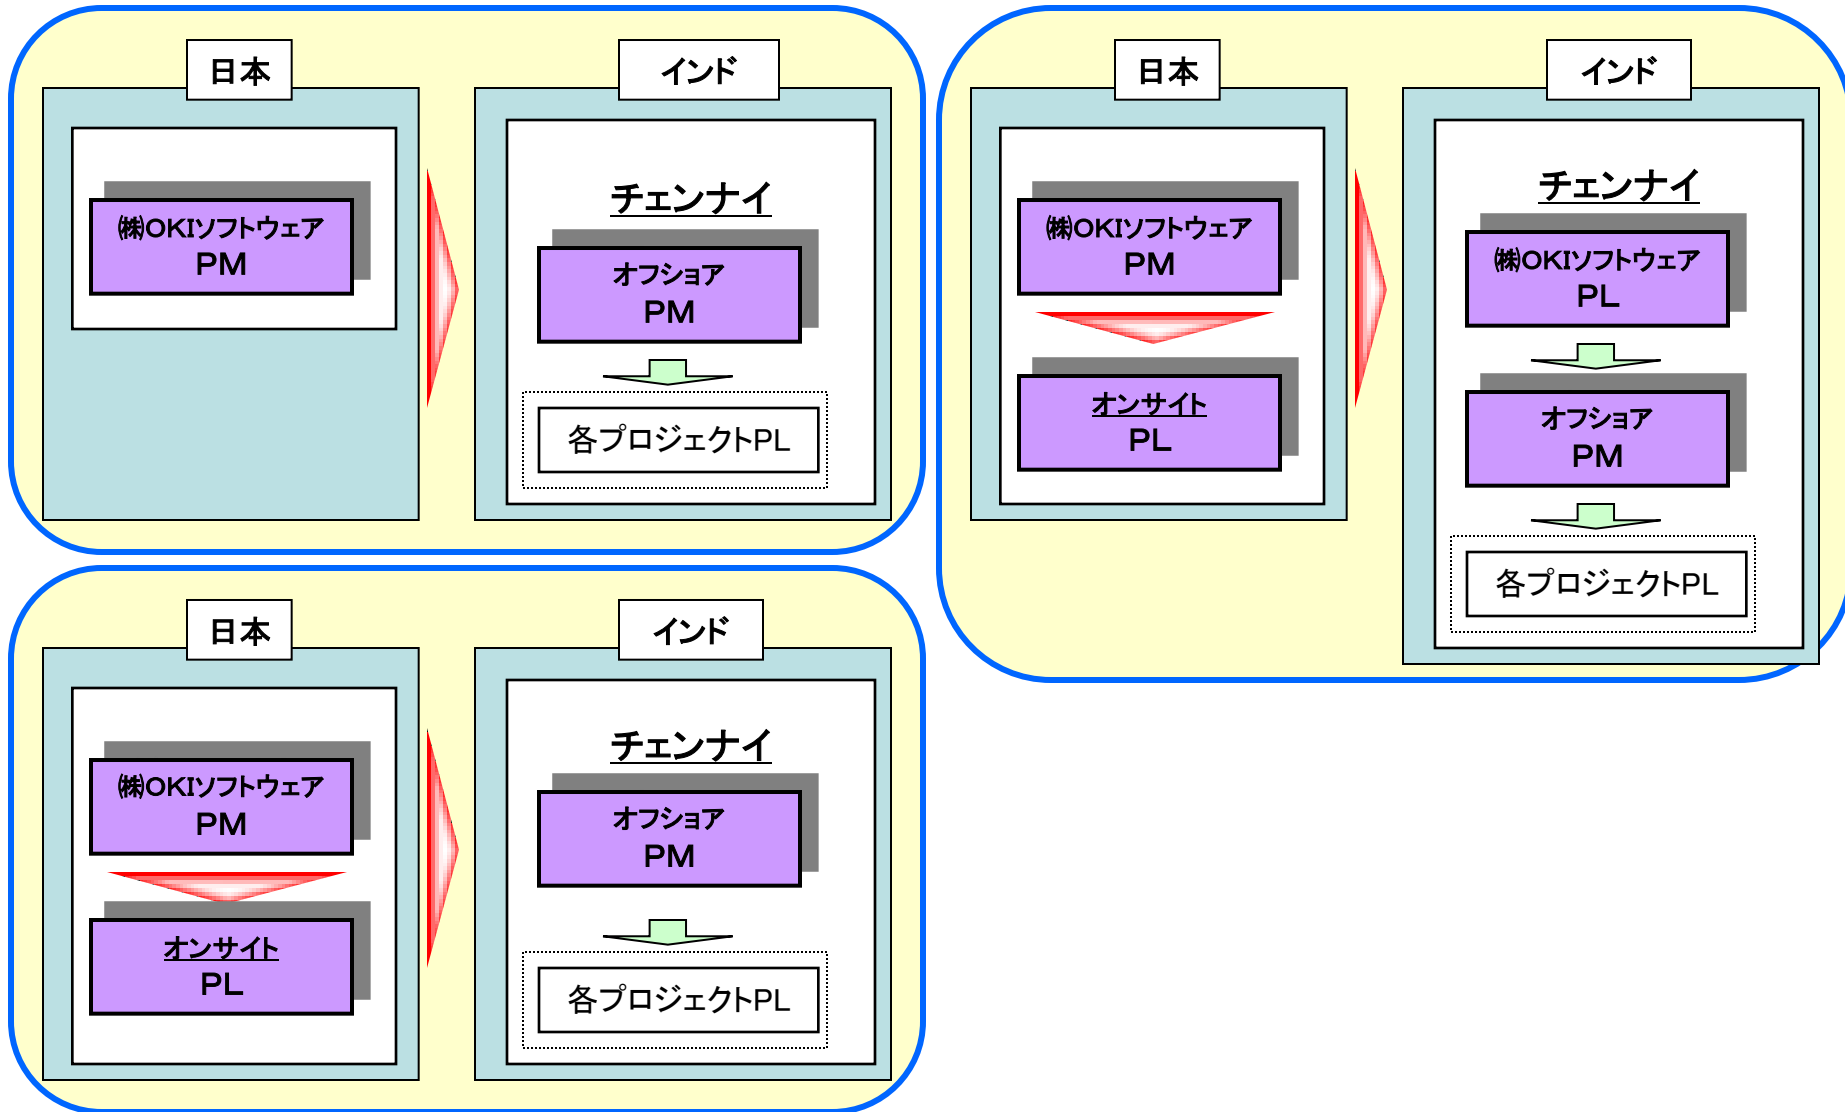 日本
㈱OKIソフトウェア
PM
インド
チェンナイ
オフショア
PM
各プロジェクトPL
日本
㈱OKIソフトウェア
PM
オンサイト
PL
インド
チェンナイ
㈱OKIソフトウェア
PL
オフショア
PM
各プロジェクトPL
日本
㈱OKIソフトウェア
PM
オンサイト
PL
インド
チェンナイ
オフショア
PM
各プロジェクトPL